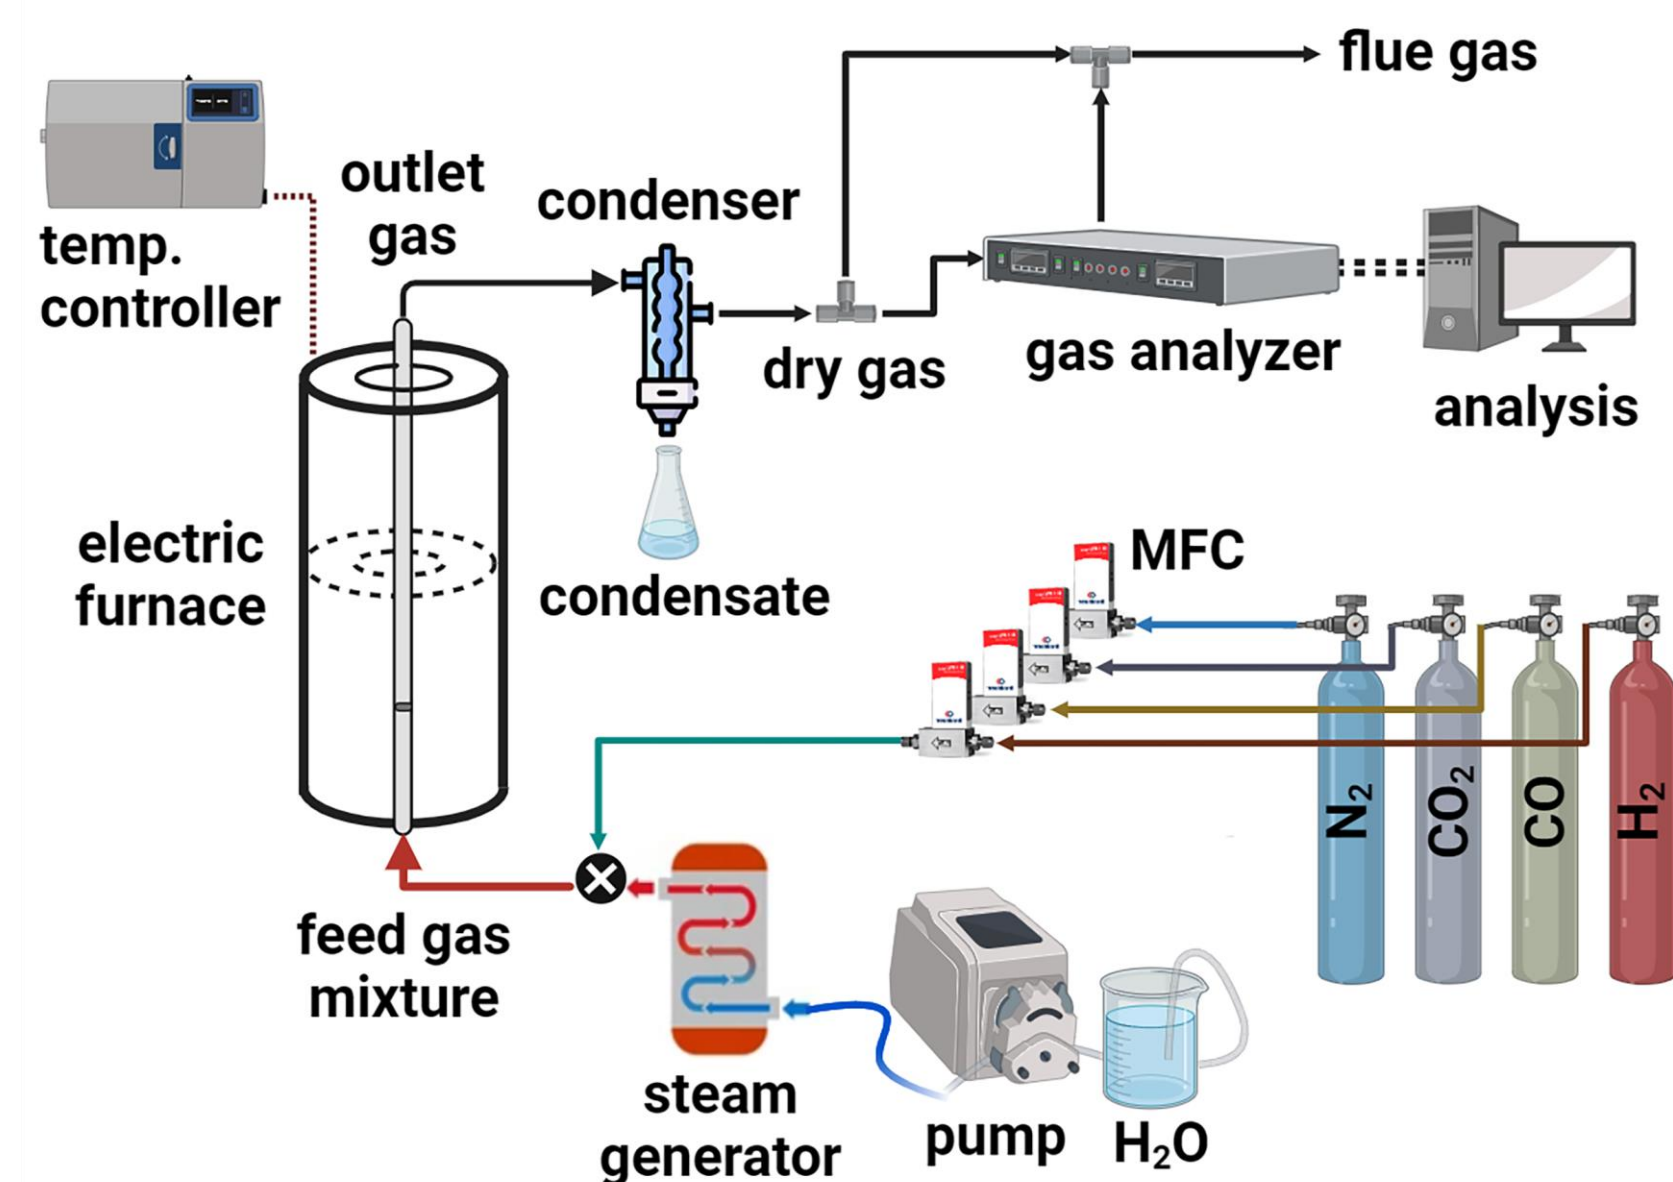 flue gas
outlet
gas
condenser
temp.
controller
dry gas
gas analyzer
analysis
electric
furnace
condensate
MFC
N₂
CO₂
CO
H₂
feed gas
mixture
steam
generator
pump
H₂O